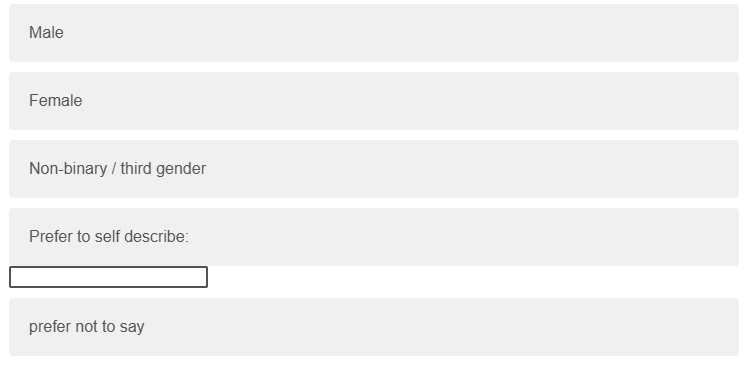 Male
Female
Non-binary / third gender
Prefer to self describe:
prefer not to say